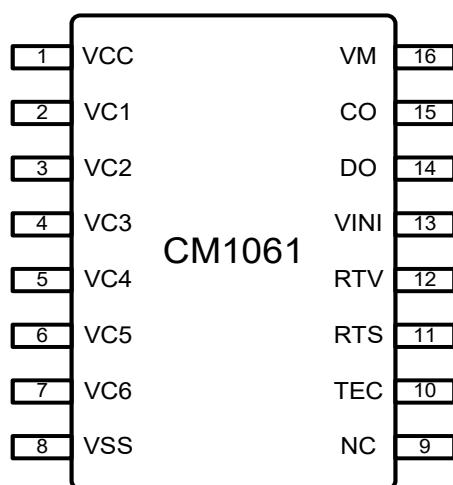 1 VCC VM 16
2 VC1 CO 15
3 VC2 DO 14
4 VC3 VINI 13
CM1061
5 VC4 RTV 12
6 VC5 RTS 11
7 VC6 TEC 10
8 VSS NC 9